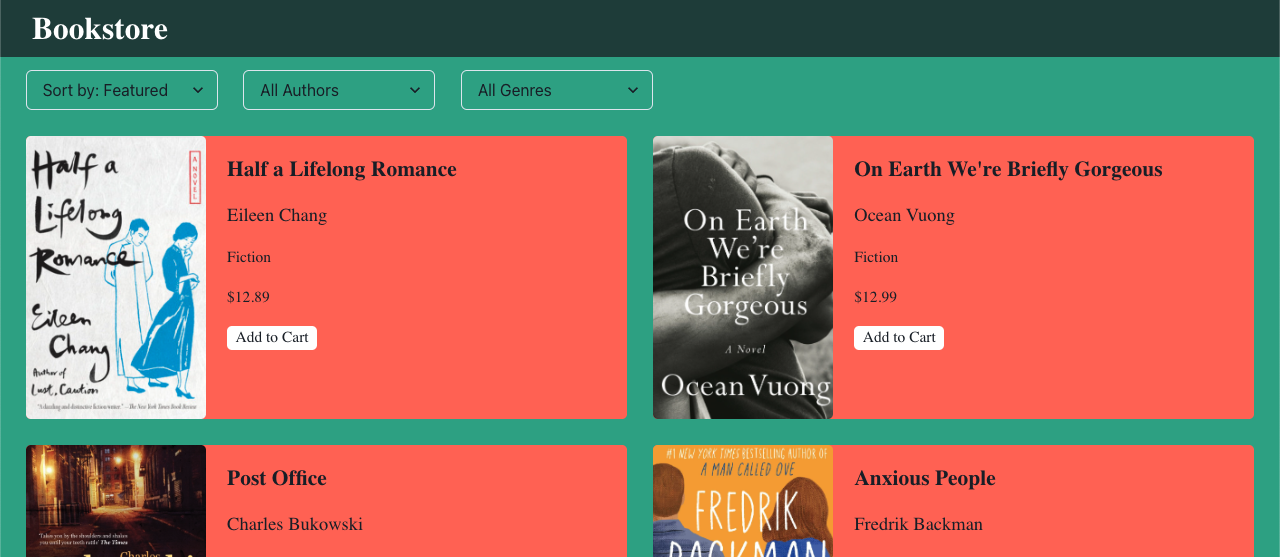 Bookstore
Sort by: Featured
All Authors
All Genres
Half a
Lifelong
Romance
A NOVEL
Eileen
Chang
Author of
Lust, Caution
"A dazzling and distinctive fiction writer." —The New York Times Book Review
Half a Lifelong Romance
Eileen Chang
Fiction
$12.89
Add to Cart
On Earth
We're
Briefly
Gorgeous
A Novel
Ocean Vuong
On Earth We're Briefly Gorgeous
Ocean Vuong
Fiction
$12.99
Add to Cart
'Takes you by the shoulders and shakes
you until your teeth rattle' The Times
Charles
Post Office
Charles Bukowski
#1 NEW YORK TIMES BESTSELLING AUTHOR OF
A MAN CALLED OVE
FREDRIK
BACKMAN
Anxious People
Fredrik Backman